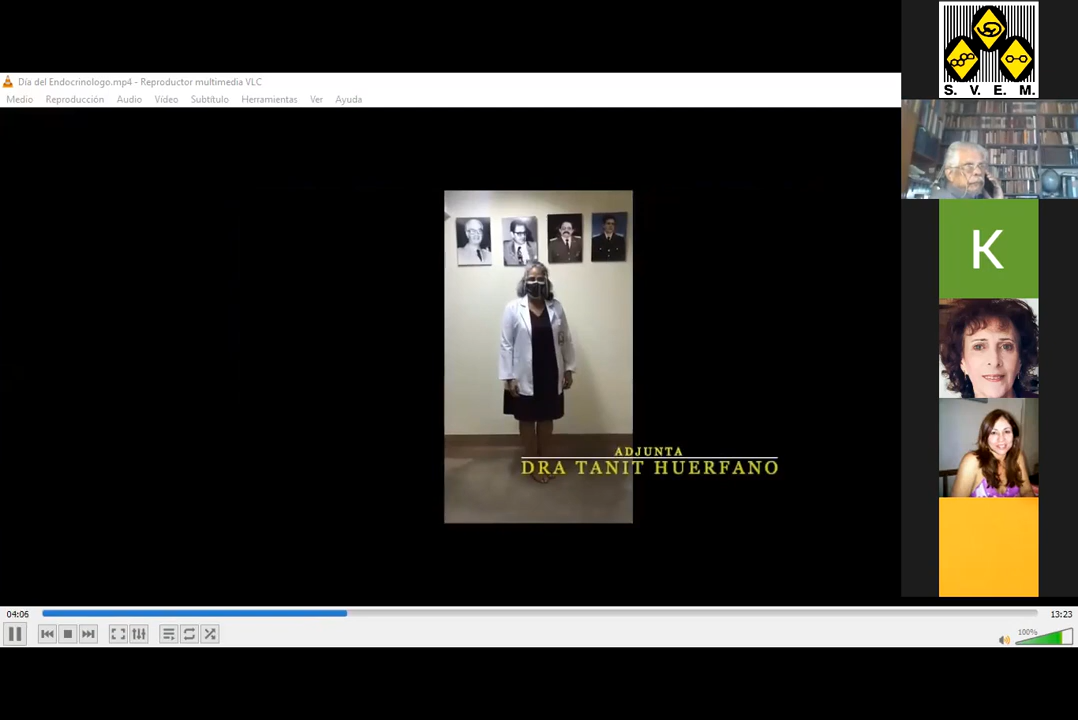 Día del Endocrinologo.mp4 - Reproductor multimedia VLC
Medio Reproducción Audio Vídeo Subtítulo Herramientas Ver Ayuda
S. V. E. M.
K
ADJUNTA
DRA TANIT HUERFANO
04:06
13:23
100%